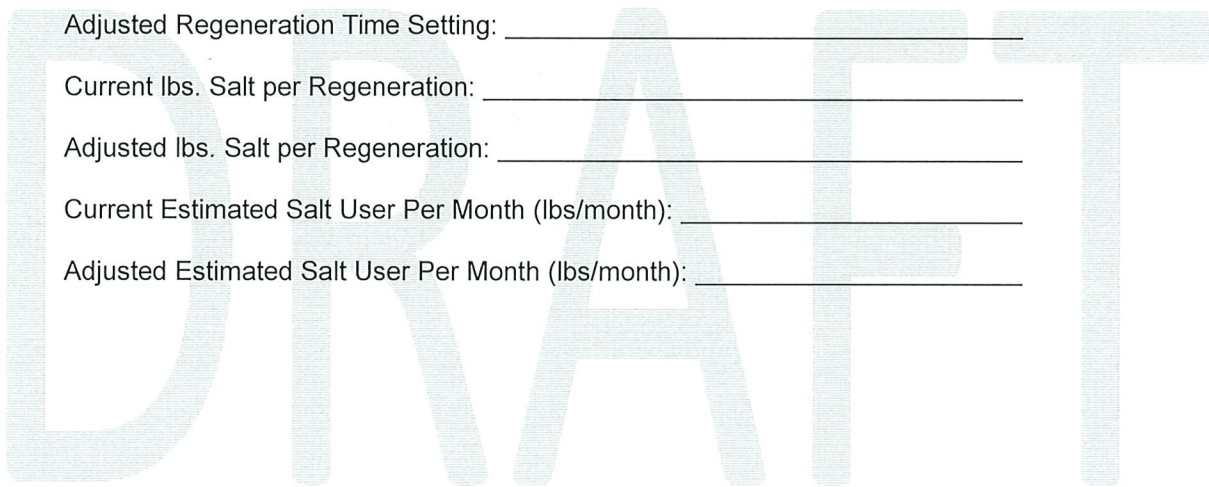 DRAFT
Adjusted Regeneration Time Setting:
Current lbs. Salt per Regeneration:
Adjusted lbs. Salt per Regeneration:
Current Estimated Salt User Per Month (lbs/month):
Adjusted Estimated Salt User Per Month (lbs/month):